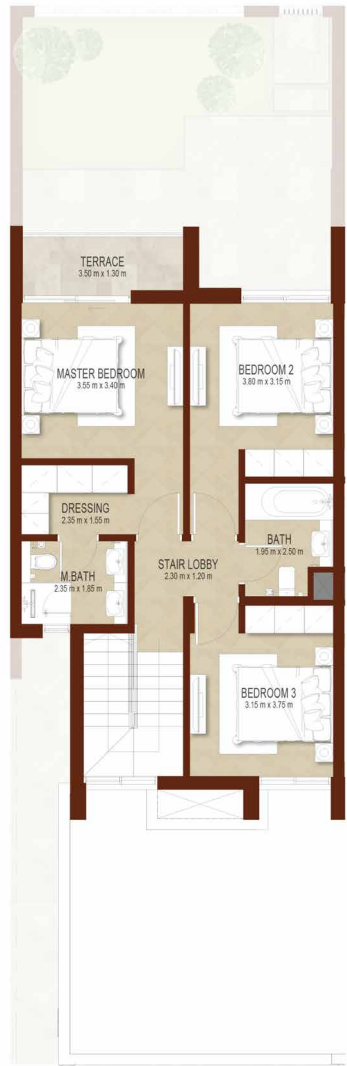 TERRACE
3.50 m x 1.30 m
MASTER BEDROOM
3.55 m x 3.40 m
BEDROOM 2
3.80 m x 3.15 m
DRESSING
2.35 m x 1.55 m
BATH
1.95 m x 2.50 m
STAIR LOBBY
2.30 m x 1.20 m
M.BATH
2.35 m x 1.85 m
BEDROOM 3
3.15 m x 3.75 m